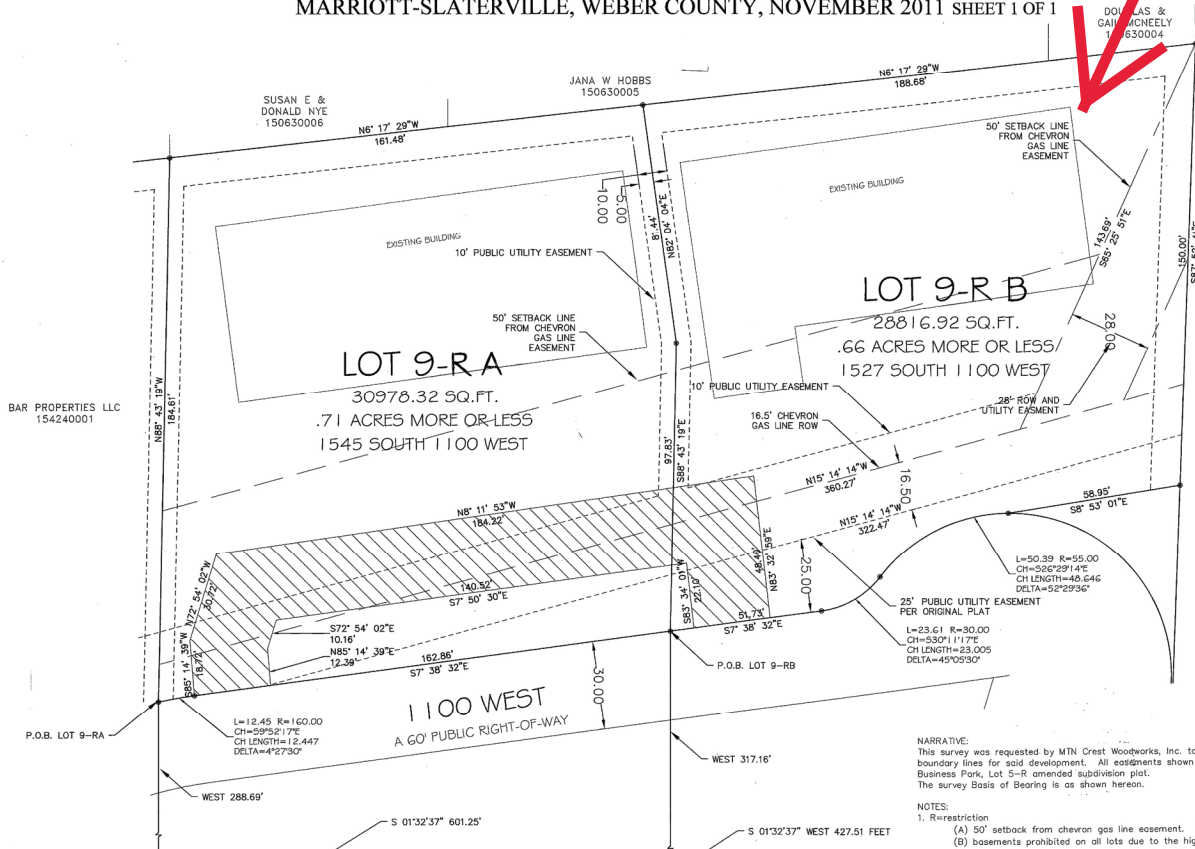 MARRIOTT-SLATERVILLE, WEBER COUNTY, NOVEMBER 2011 SHEET 1 OF 1
SUSAN E &
DONALD NYE
150630006
JANA W HOBBS
150630005
DOUGLAS &
GAIL MCNEELY
150630004
N6° 17' 29"W
161.48'
N6° 17' 29"W
188.68'
50' SETBACK LINE
FROM CHEVRON
GAS LINE
EASEMENT
EXISTING BUILDING
EXISTING BUILDING
10.00
5.00
8'.44'
N82° 04' 04"E
143.69'
S65° 25' 51"E
150.00'
10' PUBLIC UTILITY EASEMENT
50' SETBACK LINE
FROM CHEVRON
GAS LINE
EASEMENT
LOT 9-R B
28816.92 SQ.FT.
.66 ACRES MORE OR LESS
1527 SOUTH 1100 WEST
28.00
28' ROW AND
UTILITY EASMENT
LOT 9-R A
30978.32 SQ.FT.
.71 ACRES MORE OR LESS
1545 SOUTH 1100 WEST
BAR PROPERTIES LLC
154240001
N88° 43' 19"W
184.61'
10' PUBLIC UTILITY EASEMENT
16.5' CHEVRON
GAS LINE ROW
97.83'
S88° 43' 19"E
N15° 14' 14"W
360.27'
16.50
N15° 14' 14"W
322.47'
58.95'
S8° 53' 01"E
N8° 11' 53"W
184.22'
N72° 54' 02"W
30.72'
140.52'
S7° 50' 30"E
S83° 34' 01"W
22.10'
48.49'
N83° 32' 59"E
25.00
L=50.39 R=55.00
CH=S26°29'14"E
CH LENGTH=48.646
DELTA=52°29'36"
25' PUBLIC UTILITY EASEMENT
PER ORIGINAL PLAT
L=23.61 R=30.00
CH=S30°11'17"E
CH LENGTH=23.005
DELTA=45°05'30"
S72° 54' 02"E
10.16'
N85° 14' 39"E
12.39'
S85° 14' 39"W
18.72'
51.73'
S7° 38' 32"E
162.86'
S7° 38' 32"E
P.O.B. LOT 9-RB
30.00
1100 WEST
A 60' PUBLIC RIGHT-OF-WAY
P.O.B. LOT 9-RA
L=12.45 R=160.00
CH=S9°52'17"E
CH LENGTH=12.447
DELTA=4°27'30"
WEST 317.16'
WEST 288.69'
S 01°32'37" 601.25'
S 01°32'37" WEST 427.51 FEET
NARRATIVE:
This survey was requested by MTN Crest Woodworks, Inc. to
boundary lines for said development. All easments shown
Business Park, Lot 5-R amended subdivision plat.
The survey Basis of Bearing is as shown hereon.
NOTES:
1. R=restriction
(A) 50' setback from chevron gas line easement.
(B) basements prohibited on all lots due to the hig